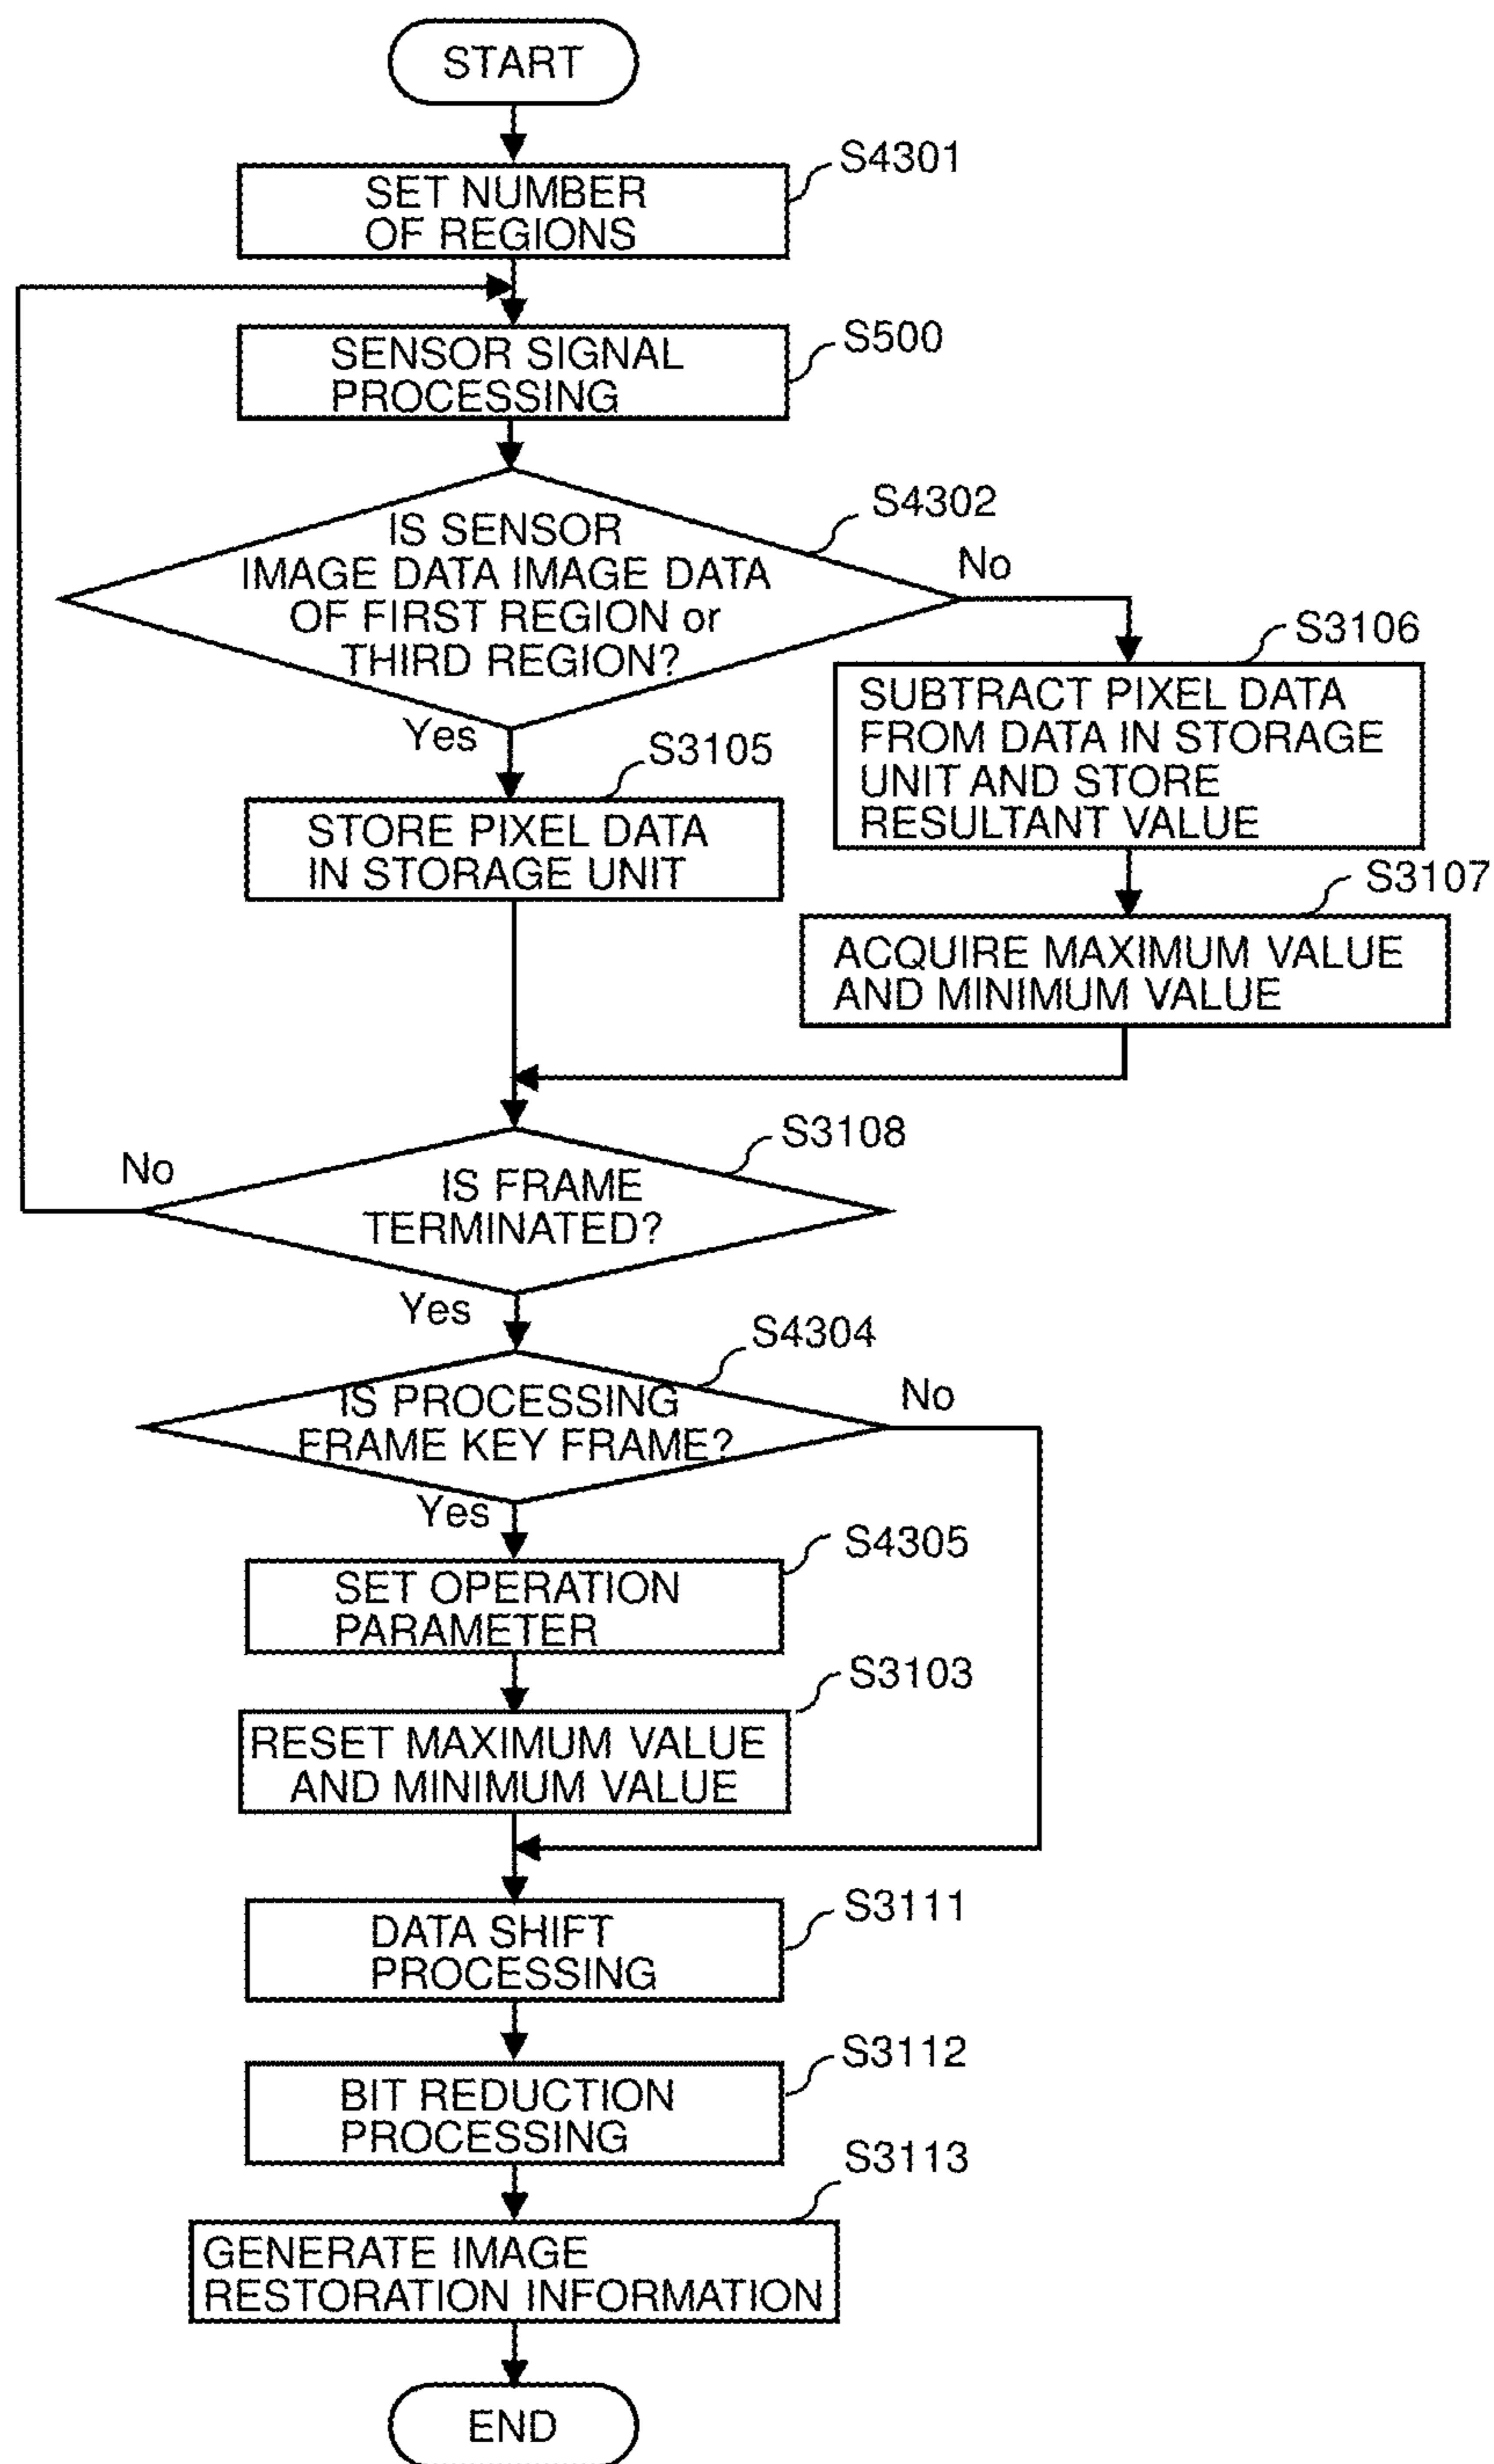 START
S4301
SET NUMBER
OF REGIONS
S500
SENSOR SIGNAL
PROCESSING
S4302
IS SENSOR
IMAGE DATA IMAGE DATA
OF FIRST REGION or
THIRD REGION?
No
Yes
S3106
SUBTRACT PIXEL DATA
FROM DATA IN STORAGE
UNIT AND STORE
RESULTANT VALUE
S3105
STORE PIXEL DATA
IN STORAGE UNIT
S3107
ACQUIRE MAXIMUM VALUE
AND MINIMUM VALUE
S3108
No
IS FRAME
TERMINATED?
Yes
S4304
IS PROCESSING
FRAME KEY FRAME?
No
Yes
S4305
SET OPERATION
PARAMETER
S3103
RESET MAXIMUM VALUE
AND MINIMUM VALUE
S3111
DATA SHIFT
PROCESSING
S3112
BIT REDUCTION
PROCESSING
S3113
GENERATE IMAGE
RESTORATION INFORMATION
END